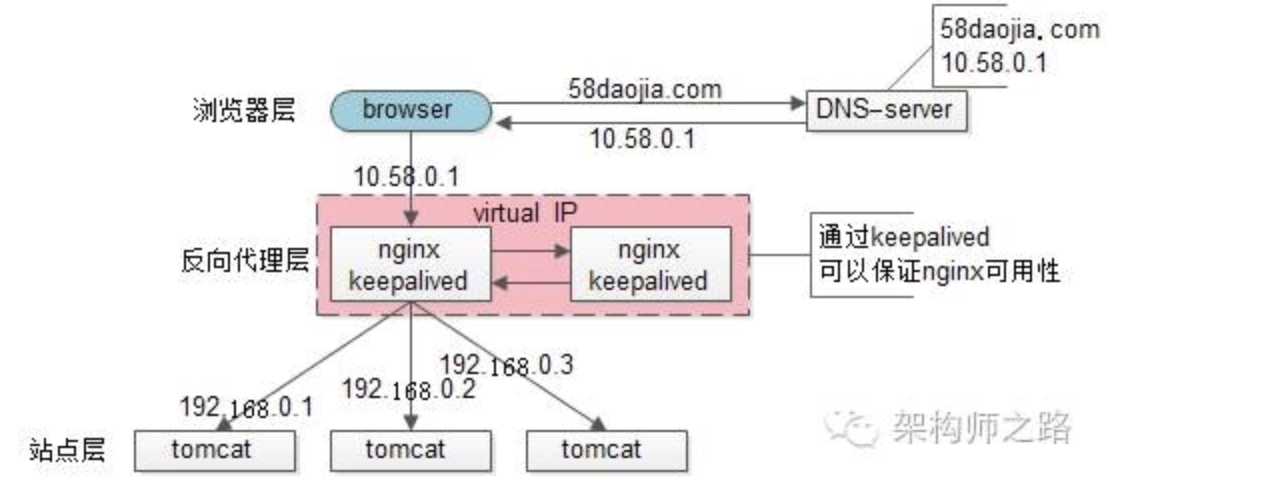 58daojia.com
10.58.0.1
浏览器层
browser
58daojia.com
10.58.0.1
DNS-server
10.58.0.1
virtual IP
反向代理层
nginx
keepalived
nginx
keepalived
通过keepalived
可以保证nginx可用性
192.168.0.1
192.168.0.2
192.168.0.3
站点层
tomcat
tomcat
tomcat
架构师之路